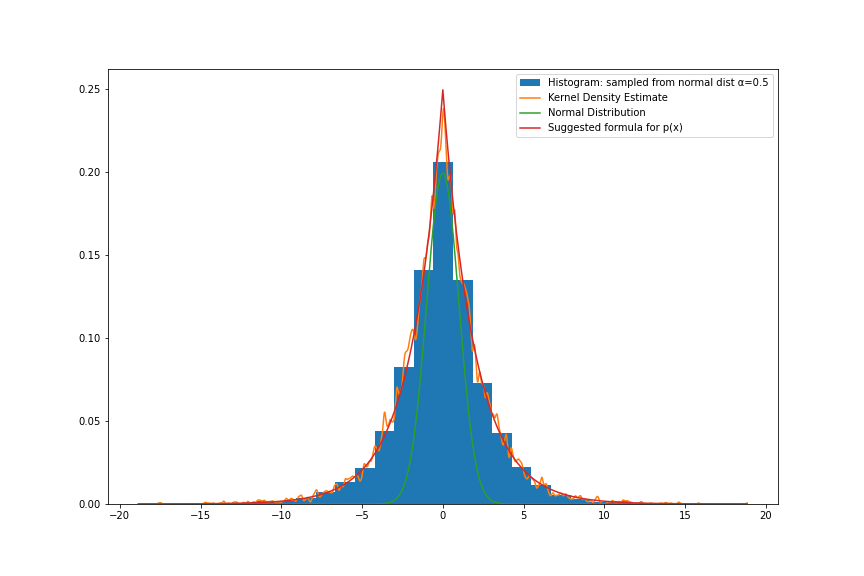 Histogram: sampled from normal dist α=0.5
Kernel Density Estimate
Normal Distribution
Suggested formula for p(x)
0.25
0.20
0.15
0.10
0.05
0.00
−20 −15 −10 −5 0 5 10 15 20